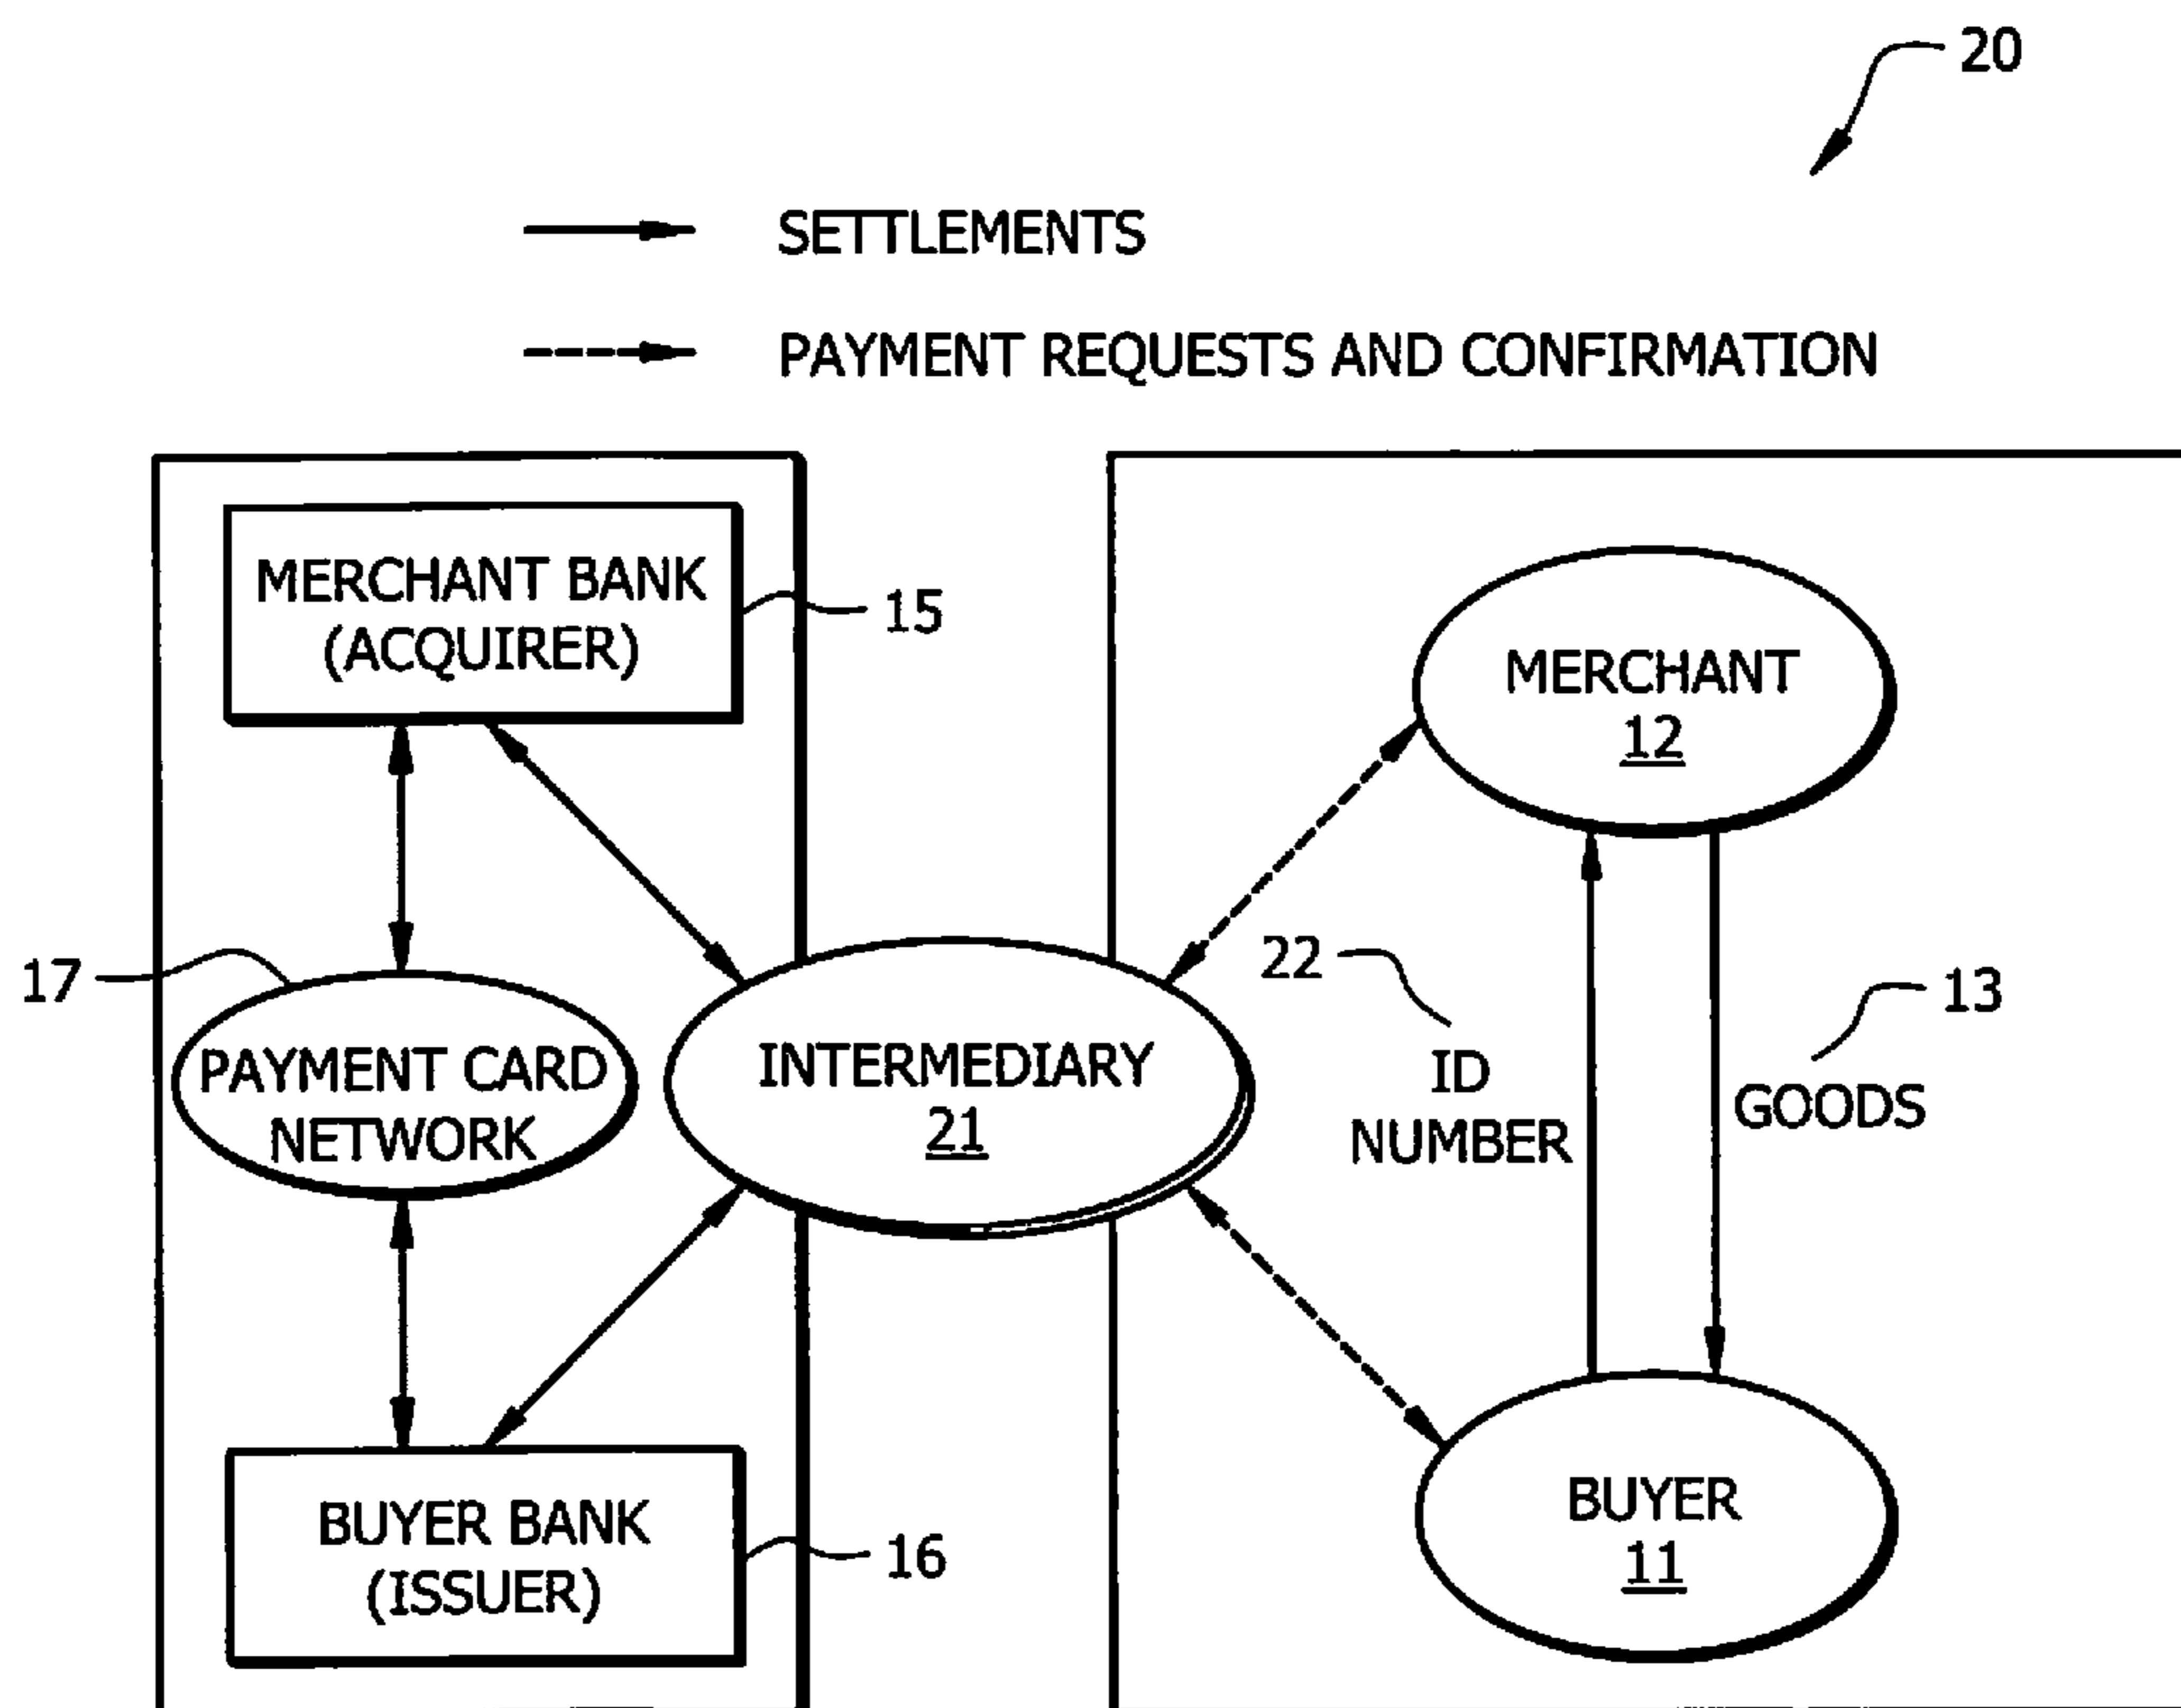 20
SETTLEMENTS
PAYMENT REQUESTS AND CONFIRMATION
MERCHANT BANK
(ACQUIRER)
15
MERCHANT
12
17
PAYMENT CARD
NETWORK
INTERMEDIARY
21
22
ID
NUMBER
13
GOODS
BUYER BANK
(ISSUER)
16
BUYER
11